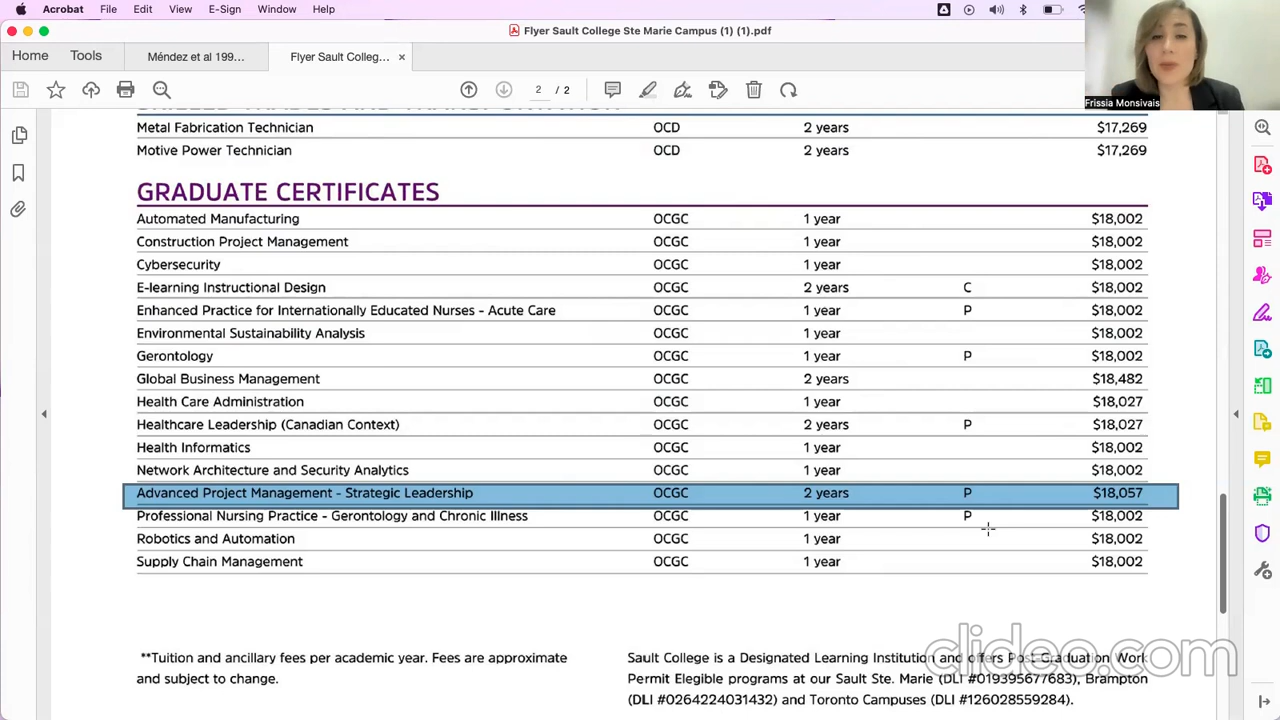 Acrobat File Edit View E-Sign Window Help
Flyer Sault College Ste Marie Campus (1) (1).pdf
Home Tools Méndez et al 199... Flyer Sault Colleg... ×
2 / 2
Frissia Monsivais
SKILLED TRADES AND TRANSPORTATION
Metal Fabrication Technician OCD 2 years $17,269
Motive Power Technician OCD 2 years $17,269
GRADUATE CERTIFICATES
Automated Manufacturing OCGC 1 year $18,002
Construction Project Management OCGC 1 year $18,002
Cybersecurity OCGC 1 year $18,002
E-learning Instructional Design OCGC 2 years C $18,002
Enhanced Practice for Internationally Educated Nurses - Acute Care OCGC 1 year P $18,002
Environmental Sustainability Analysis OCGC 1 year $18,002
Gerontology OCGC 1 year P $18,002
Global Business Management OCGC 2 years $18,482
Health Care Administration OCGC 1 year $18,027
Healthcare Leadership (Canadian Context) OCGC 2 years P $18,027
Health Informatics OCGC 1 year $18,002
Network Architecture and Security Analytics OCGC 1 year $18,002
Advanced Project Management - Strategic Leadership OCGC 2 years P $18,057
Professional Nursing Practice - Gerontology and Chronic Illness OCGC 1 year P $18,002
Robotics and Automation OCGC 1 year $18,002
Supply Chain Management OCGC 1 year $18,002
**Tuition and ancillary fees per academic year. Fees are approximate
and subject to change.
Sault College is a Designated Learning Institution and offers Post-Graduation Work
Permit Elegible programs at our Sault Ste. Marie (DLI #019395677683), Brampton
(DLI #0264224031432) and Toronto Campuses (DLI #126028559284).
clideo.com